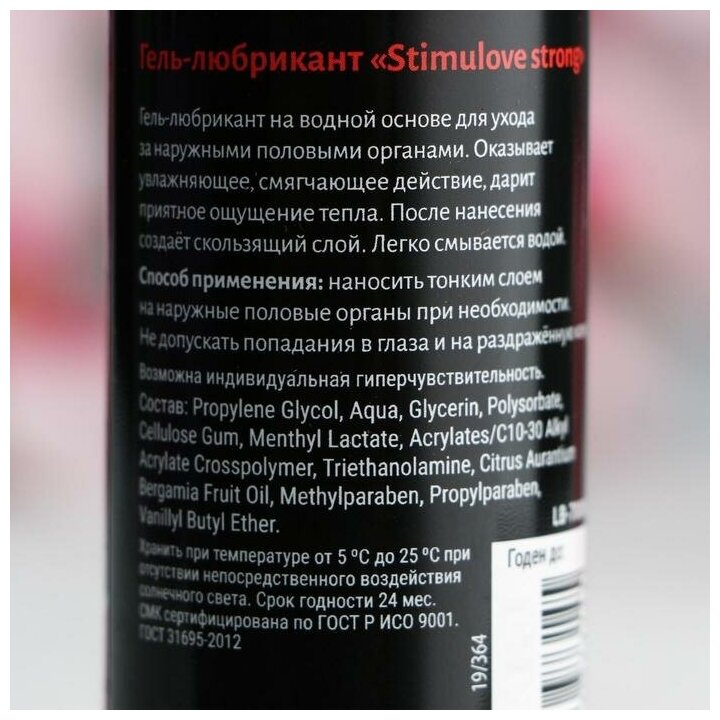 Гель-любрикант «Stimulove strong»
Гель-любрикант на водной основе для ухода
за наружными половыми органами. Оказывает
увлажняющее, смягчающее действие, дарит
приятное ощущение тепла. После нанесения
создаёт скользящий слой. Легко смывается водой.
Способ применения: наносить тонким слоем
на наружные половые органы при необходимости.
Не допускать попадания в глаза и на раздражённую
Возможна индивидуальная гиперчувствительность.
Состав: Propylene Glycol, Aqua, Glycerin, Polysorbate,
Cellulose Gum, Menthyl Lactate, Acrylates/C10-30 Alkyl
Acrylate Crosspolymer, Triethanolamine, Citrus Aurantium
Bergamia Fruit Oil, Methylparaben, Propylparaben,
Vanillyl Butyl Ether.
Хранить при температуре от 5 ºС до 25 ºС при
отсутствии непосредственного воздействия
солнечного света. Срок годности 24 мес.
СМК сертифицирована по ГОСТ Р ИСО 9001.
ГОСТ 31695-2012
Годен до:
19/364